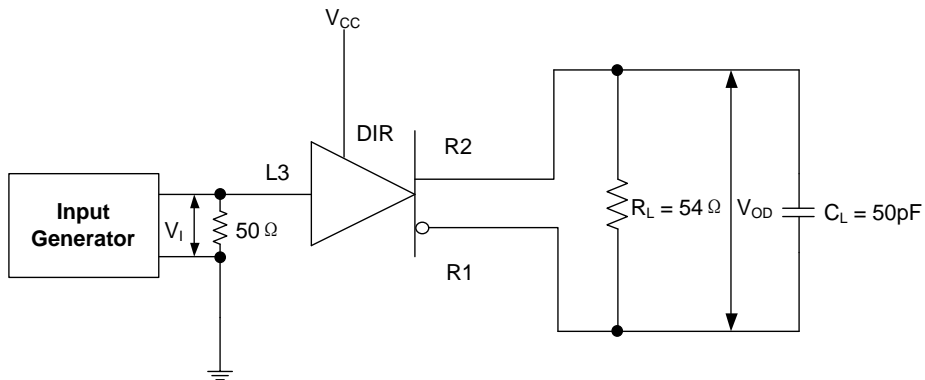 V_CC
DIR
R2
L3
Input
Generator
V_I
50 Ω
R_L = 54 Ω
V_OD
C_L = 50pF
R1